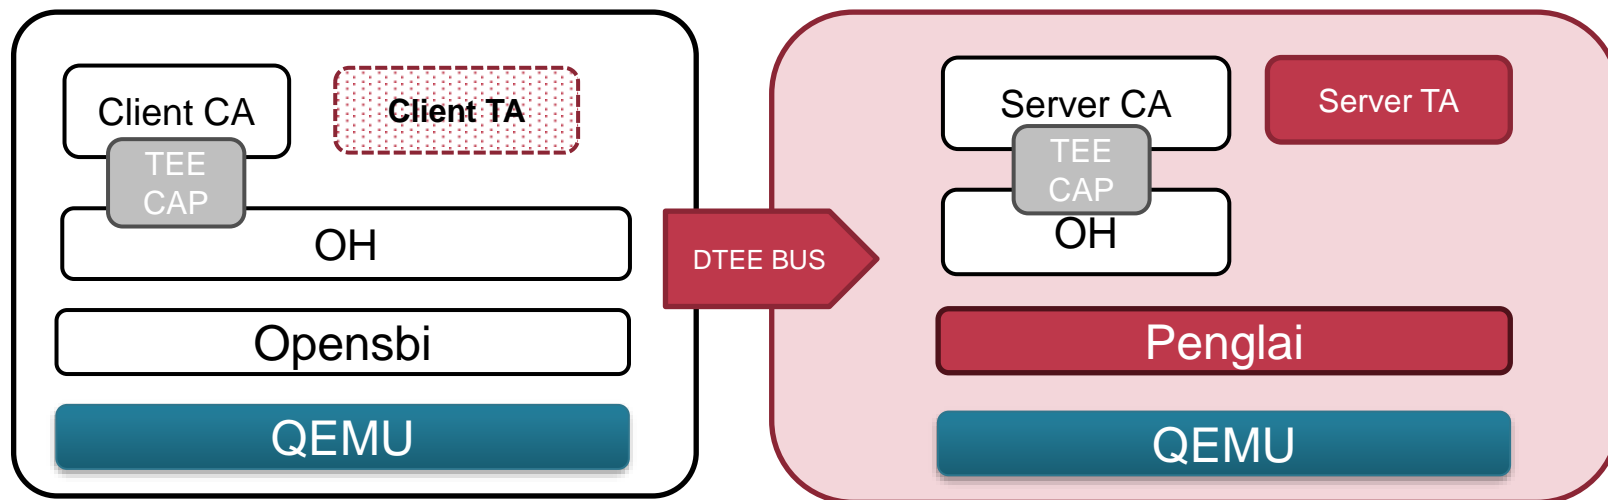 Client CA
Client TA
TEE
CAP
OH
Opensbi
QEMU
DTEE BUS
Server CA
Server TA
TEE
CAP
OH
Penglai
QEMU